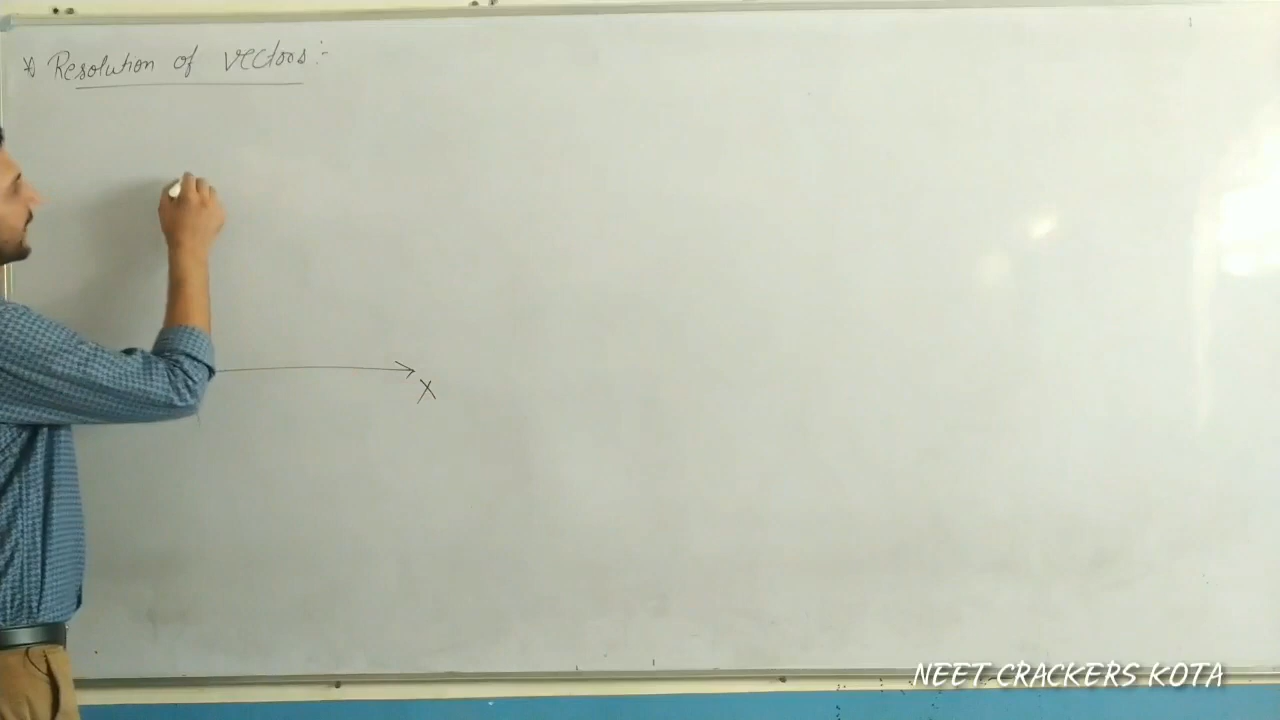 * Resolution of vectors :-
X
NEET CRACKERS KOTA